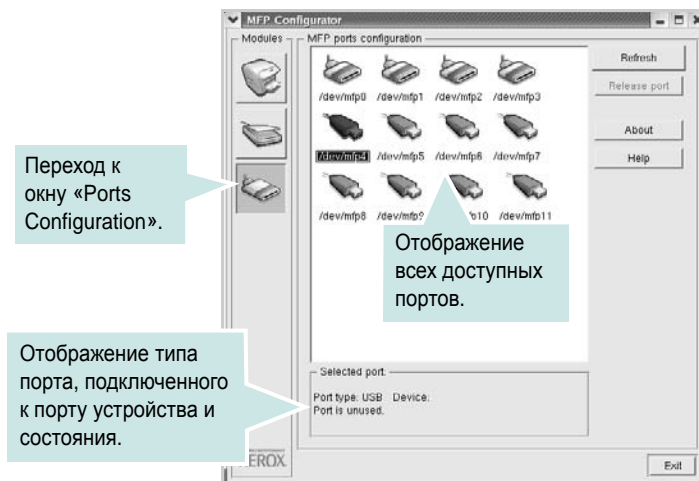 MFP Configurator
Modules
MFP ports configuration
/dev/mfp0 /dev/mfp1 /dev/mfp2 /dev/mfp3
/dev/mfp4 /dev/mfp5 /dev/mfp6 /dev/mfp7
/dev/mfp8
/dev/mfp11
Refresh
Release port
About
Help
Переход к
окну «Ports
Configuration».
Отображение
всех доступных
портов.
Отображение типа
порта, подключенного
к порту устройства и
состояния.
Selected port
Port type: USB Device:
Port is unused.
EROX
Exit